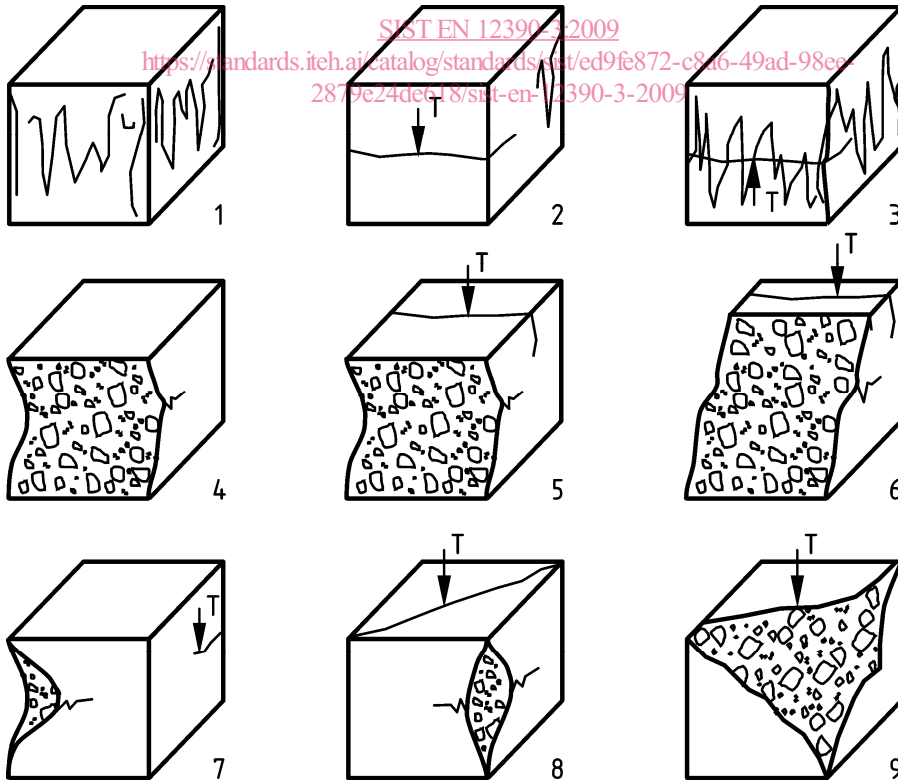 SIST EN 12390-3:2009
https://standards.iteh.ai/catalog/standards/sist/ed9fe872-c8a6-49ad-98ee-
2879e24de618/sist-en-12390-3-2009
T
T
1
2
3
T
T
4
5
6
T
T
T
7
8
9